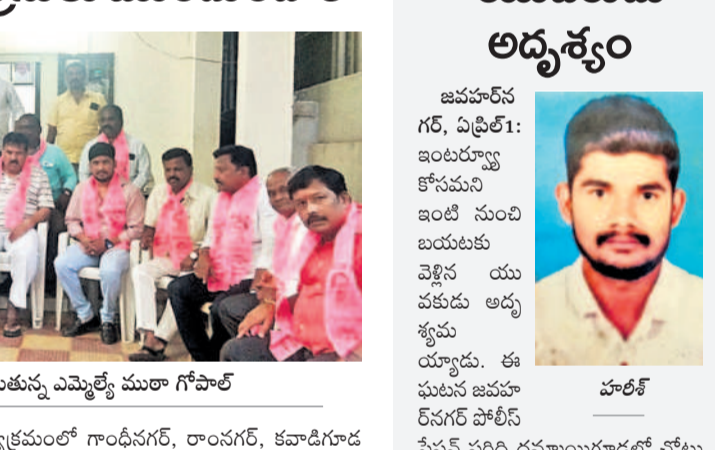 తున్న ఎమ్మెల్యే ముఠా గోపాల్
క్రమంలో గాంధీనగర్, రాంనగర్, కవాడిగూడ
అదృశ్యం
జవహర్‌న
గర్, ఏప్రిల్1:
ఇంటర్వ్యూ
కోసమని
ఇంటి నుంచి
బయటకు
వెళ్లిన యు
వకుడు అదృ
శ్యమ
య్యాడు. ఈ
ఘటన జవహ
ర్‌నగర్ పోలీస్
హరీశ్